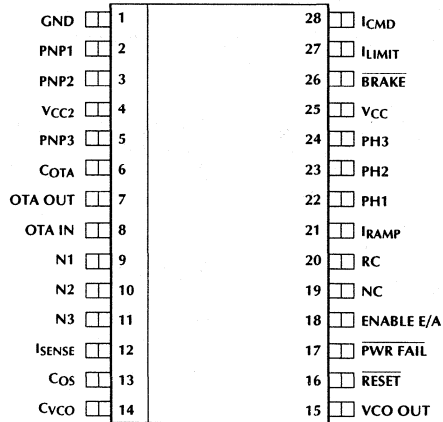 GND 1 28 ICMD
PNP1 2 27 ILIMIT
PNP2 3 26 BRAKE
VCC2 4 25 VCC
PNP3 5 24 PH3
COTA 6 23 PH2
OTA OUT 7 22 PH1
OTA IN 8 21 IRAMP
N1 9 20 RC
N2 10 19 NC
N3 11 18 ENABLE E/A
ISENSE 12 17 PWR FAIL
COS 13 16 RESET
CVCO 14 15 VCO OUT